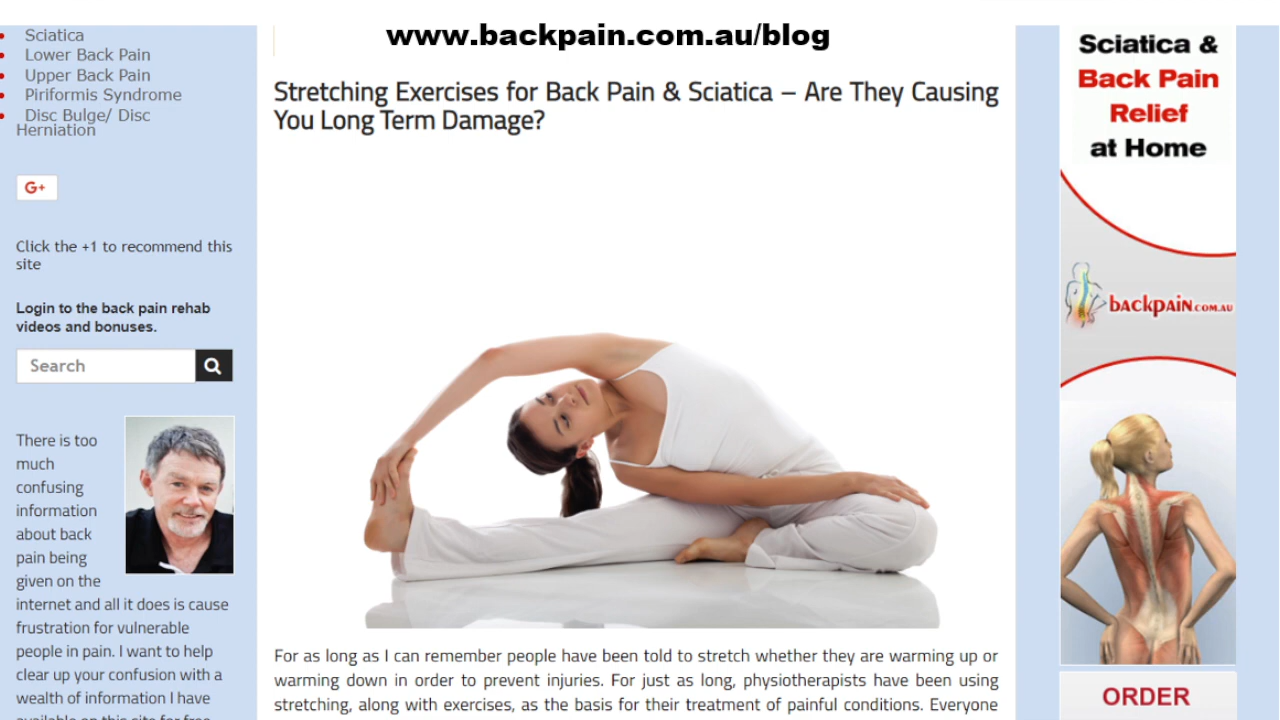 www.backpain.com.au/blog
Sciatica
Lower Back Pain
Upper Back Pain
Piriformis Syndrome
Disc Bulge/ Disc
Herniation
G+
Click the +1 to recommend this
site
Login to the back pain rehab
videos and bonuses.
Search
There is too
much
confusing
information
about back
pain being
given on the
internet and all it does is cause
frustration for vulnerable
people in pain. I want to help
clear up your confusion with a
wealth of information I have
available on this site for free
Stretching Exercises for Back Pain & Sciatica – Are They Causing
You Long Term Damage?
For as long as I can remember people have been told to stretch whether they are warming up or
warming down in order to prevent injuries. For just as long, physiotherapists have been using
stretching, along with exercises, as the basis for their treatment of painful conditions. Everyone
Sciatica &
Back Pain
Relief
at Home
backpain.COM.AU
ORDER